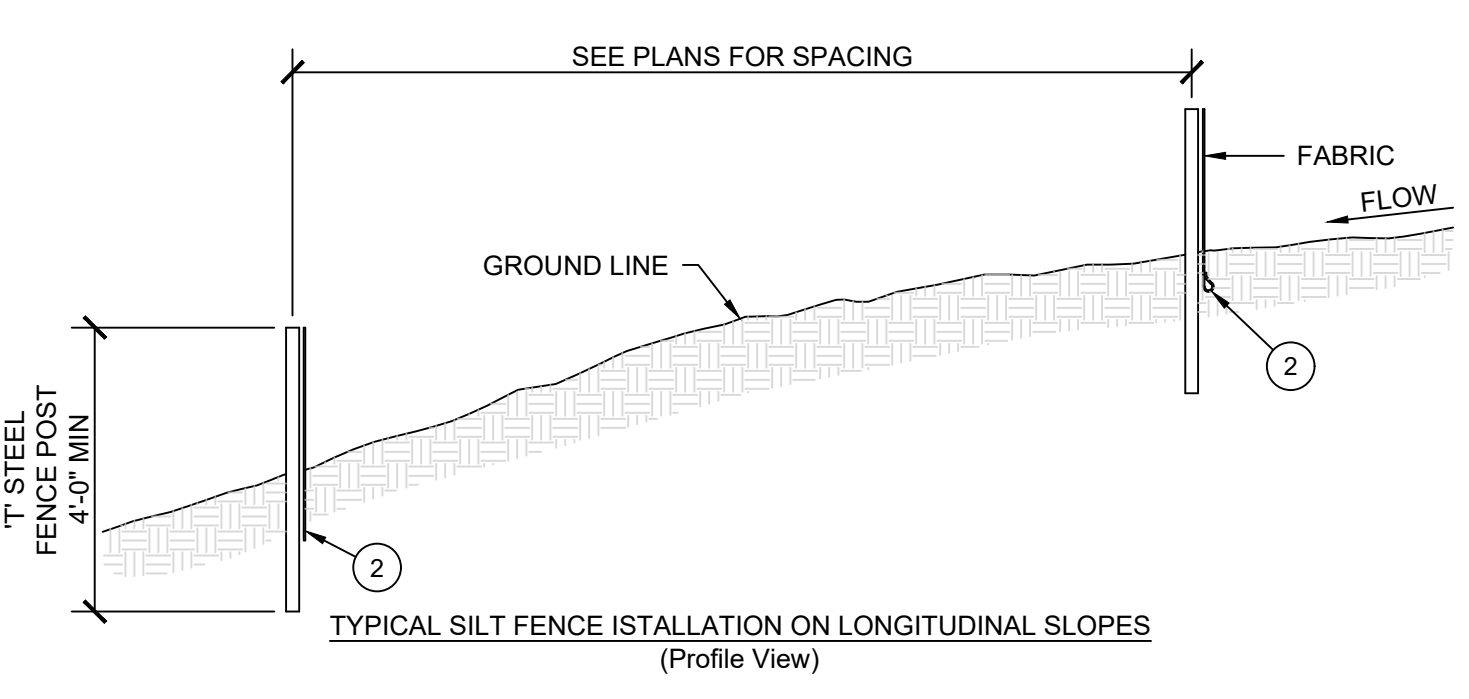 SEE PLANS FOR SPACING
FABRIC
FLOW
GROUND LINE
2
'T' STEEL
FENCE POST
4'-0" MIN
2
TYPICAL SILT FENCE ISTALLATION ON LONGITUDINAL SLOPES
(Profile View)